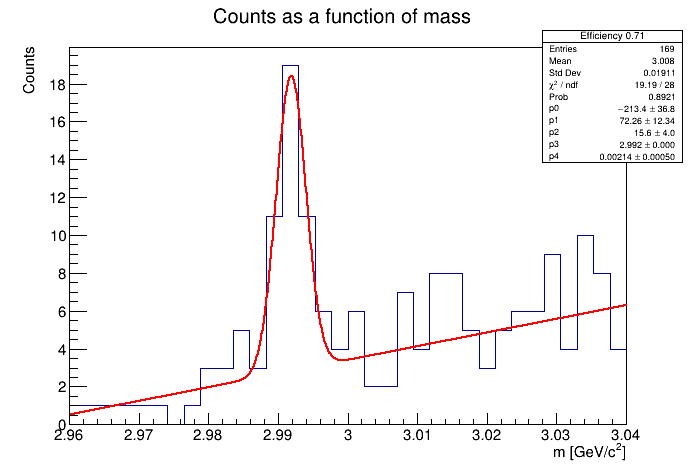 Counts as a function of mass
Efficiency 0.71
Entries 169
Mean 3.008
Std Dev 0.01911
χ² / ndf 19.19 / 28
Prob 0.8921
p0 −213.4 ± 36.8
p1 72.26 ± 12.34
p2 15.6 ± 4.0
p3 2.992 ± 0.000
p4 0.00214 ± 0.00050
Counts
18
16
14
12
10
8
6
4
2
0
2.96 2.97 2.98 2.99 3 3.01 3.02 3.03 3.04
m [GeV/c²]